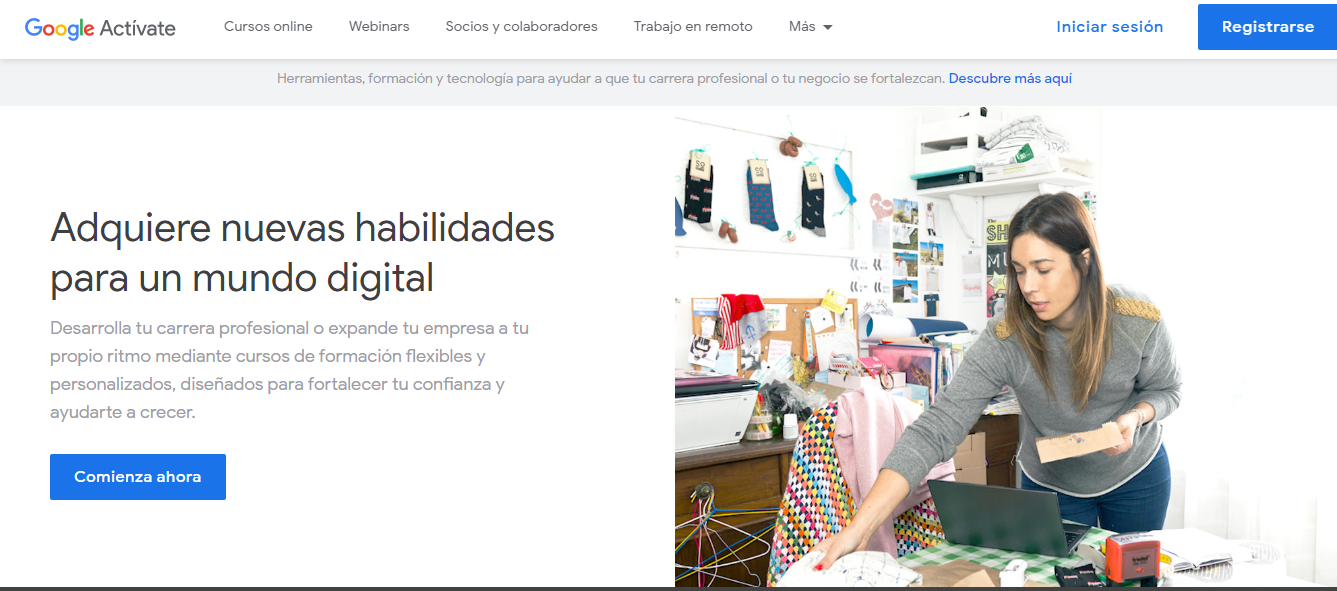 Google Actívate
Cursos online
Webinars
Socios y colaboradores
Trabajo en remoto
Más
Iniciar sesión
Registrarse
Herramientas, formación y tecnología para ayudar a que tu carrera profesional o tu negocio se fortalezcan. Descubre más aquí
Adquiere nuevas habilidades
para un mundo digital
Desarrolla tu carrera profesional o expande tu empresa a tu
propio ritmo mediante cursos de formación flexibles y
personalizados, diseñados para fortalecer tu confianza y
ayudarte a crecer.
Comienza ahora